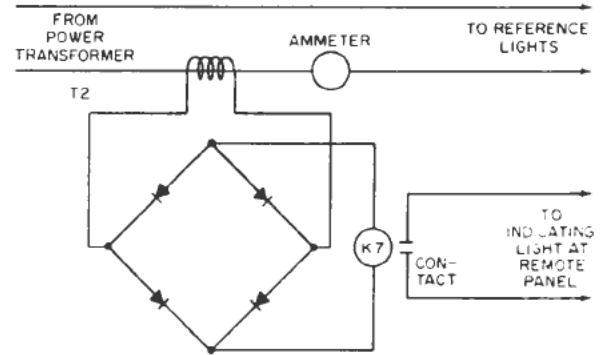 FROM
POWER
TRANSFORMER
AMMETER
TO REFERENCE
LIGHTS
T2
K7
CON-
TACT
TO
INDICATING
LIGHT AT
REMOTE
PANEL